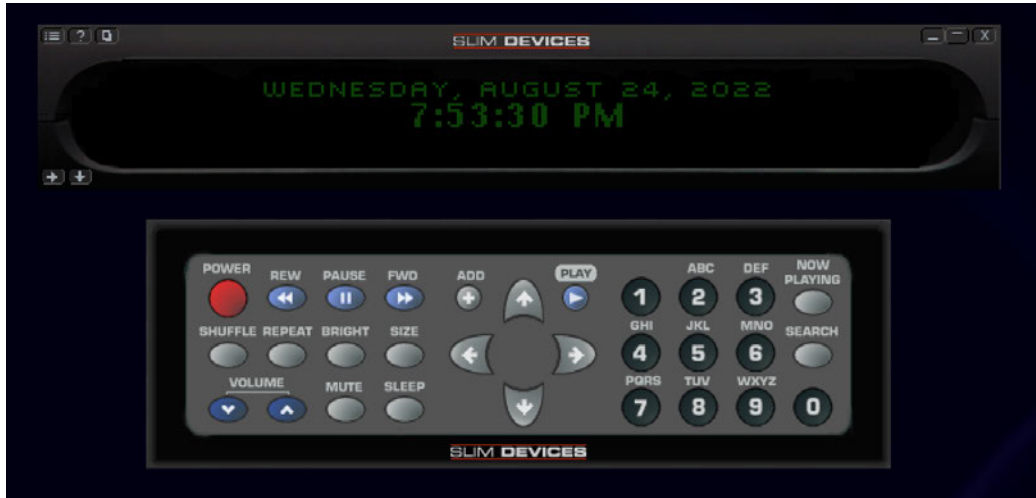 ?
SLIM DEVICES
X
WEDNESDAY, AUGUST 24, 2022
7:53:30 PM
POWER REW PAUSE FWD ADD PLAY ABC DEF NOW PLAYING
1 2 3
SHUFFLE REPEAT BRIGHT SIZE GHI JKL MNO SEARCH
4 5 6
VOLUME MUTE SLEEP PQRS TUV WXYZ
7 8 9 0
SLIM DEVICES